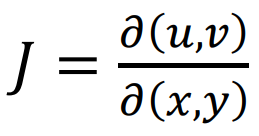 J = ∂(u,v) / ∂(x,y)